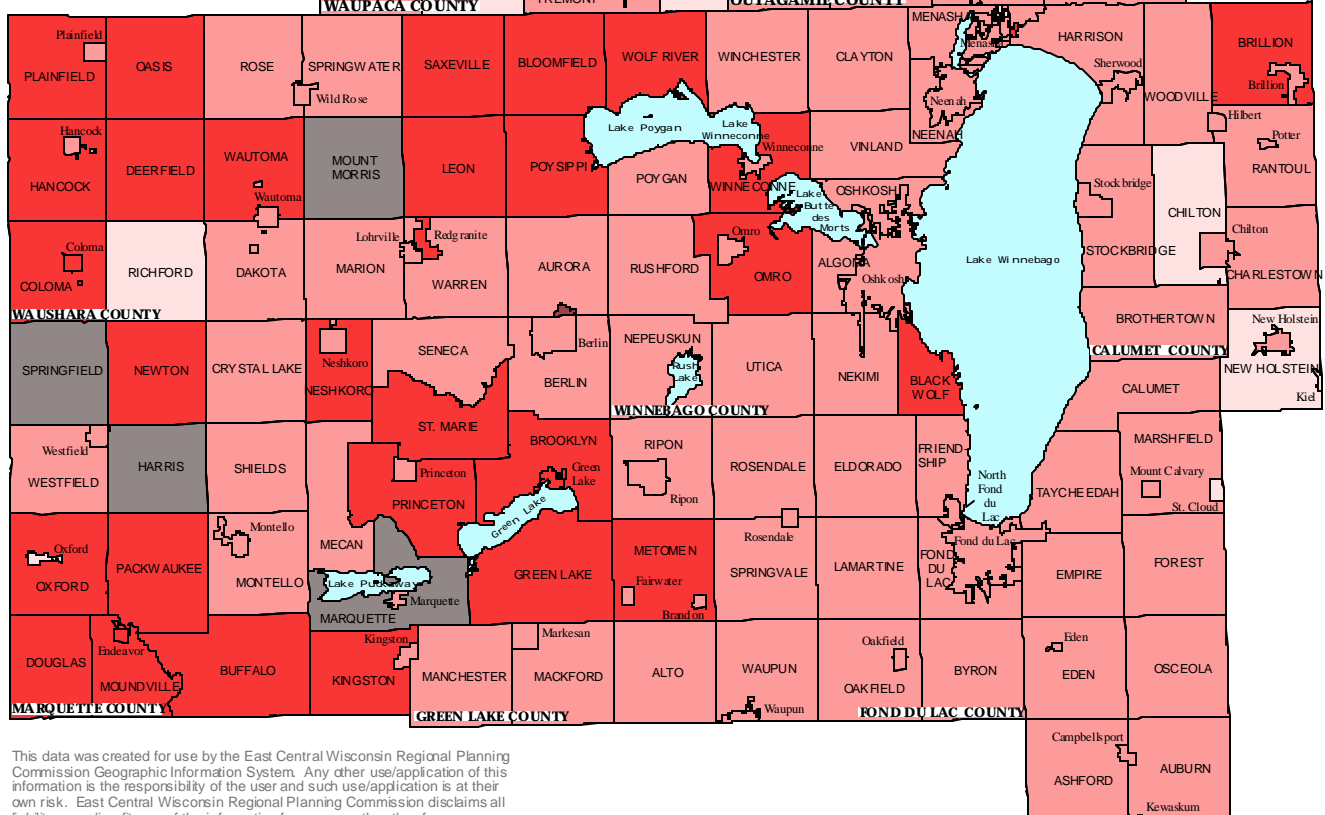 WAUPACA COUNTY
FREMONT
OUTAGAMIE COUNTY
MENASHA
Menasha
HARRISON
Plainfield
PLAINFIELD
OASIS
ROSE
SPRINGWATER
SAXEVILLE
BLOOMFIELD
WOLF RIVER
WINCHESTER
CLAYTON
Sherwood
WOODVILLE
BRILLION
Brillion
Wild Rose
Neenah
NEENAH
Hilbert
Potter
RANTOUL
Hancock
HANCOCK
DEERFIELD
WAUTOMA
Wautoma
MOUNT
MORRIS
LEON
POYSIPPI
Lake Poygan
Lake
Winneconne
Winneconne
WINNECONNE
POYGAN
VINLAND
OSHKOSH
Lake
Butte
des
Morts
Stockbridge
STOCKBRIDGE
CHILTON
Chilton
CHARLESTOWN
Coloma
COLOMA
RICHFORD
DAKOTA
Lohrville
MARION
Redgranite
WARREN
AURORA
RUSHFORD
Omro
OMRO
ALGOMA
Oshkosh
Lake Winnebago
WAUSHARA COUNTY
BROTHERTOWN
New Holstein
NEW HOLSTEIN
Kiel
CALUMET COUNTY
SPRINGFIELD
NEWTON
CRYSTAL LAKE
Neshkoro
NESHKORO
SENECA
Berlin
BERLIN
NEPEUSKUN
Rush
Lake
UTICA
NEKIMI
BLACK
WOLF
CALUMET
WINNEBAGO COUNTY
Westfield
WESTFIELD
HARRIS
SHIELDS
ST. MARIE
Princeton
PRINCETON
BROOKLYN
Green
Lake
Green Lake
RIPON
Ripon
ROSENDALE
Rosendale
ELDORADO
FRIEND-
SHIP
North
Fond
du
Lac
TAYCHEEDAH
MARSHFIELD
Mount Calvary
St. Cloud
Oxford
OXFORD
PACKWAUKEE
Montello
MONTELLO
MECAN
Lake Puckaway
Marquette
MARQUETTE
GREEN LAKE
METOMEN
Fairwater
Brandon
SPRINGVALE
LAMARTINE
FOND
DU
LAC
Fond du Lac
EMPIRE
FOREST
DOUGLAS
Endeavor
MOUNDVILLE
BUFFALO
Kingston
KINGSTON
MANCHESTER
Markesan
MACKFORD
ALTO
WAUPUN
Waupun
Oakfield
OAKFIELD
BYRON
Eden
EDEN
OSCEOLA
MARQUETTE COUNTY
GREEN LAKE COUNTY
FOND DU LAC COUNTY
Campbellsport
ASHFORD
AUBURN
Kewaskum
This data was created for use by the East Central Wisconsin Regional Planning
Commission Geographic Information System. Any other use/application of this
information is the responsibility of the user and such use/application is at their
own risk. East Central Wisconsin Regional Planning Commission disclaims all